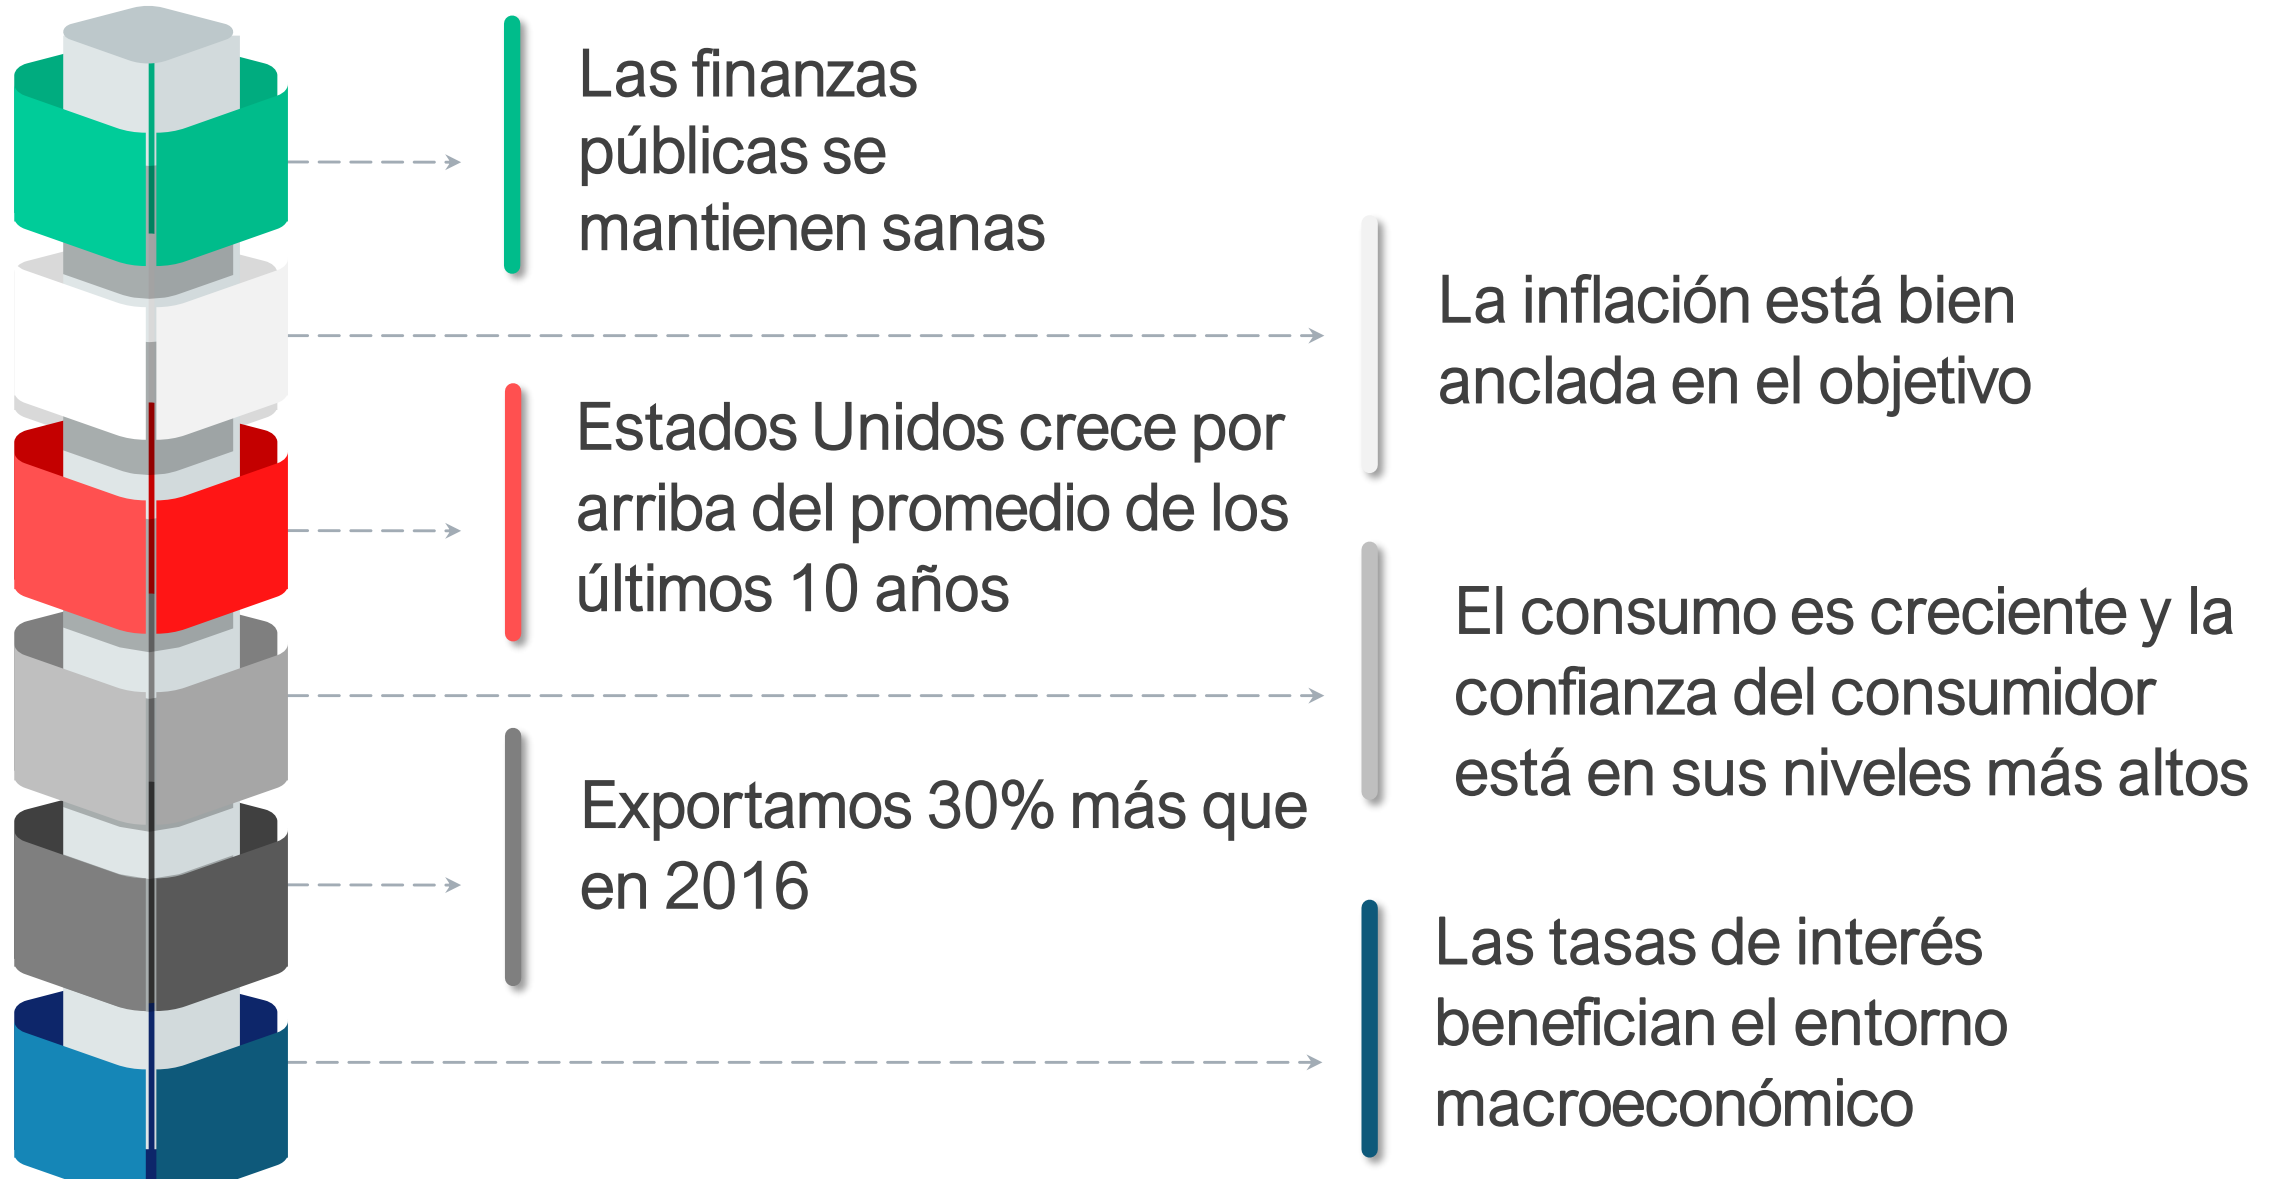 Las finanzas
públicas se
mantienen sanas
La inflación está bien
anclada en el objetivo
Estados Unidos crece por
arriba del promedio de los
últimos 10 años
El consumo es creciente y la
confianza del consumidor
está en sus niveles más altos
Exportamos 30% más que
en 2016
Las tasas de interés
benefician el entorno
macroeconómico